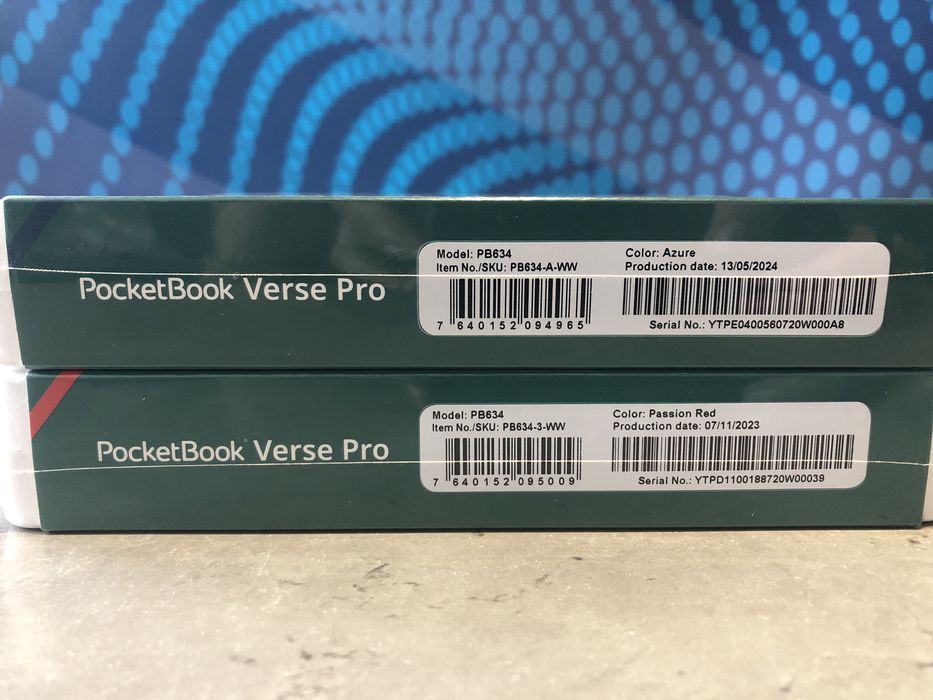 PocketBook Verse Pro
Model: PB634
Item No./SKU: PB634-A-WW
7 640152 094965
Color: Azure
Production date: 13/05/2024
Serial No.: YTPE0400560720W000A8
PocketBook Verse Pro
Model: PB634
Item No./SKU: PB634-3-WW
7 640152 095009
Color: Passion Red
Production date: 07/11/2023
Serial No.: YTPD1100188720W00039